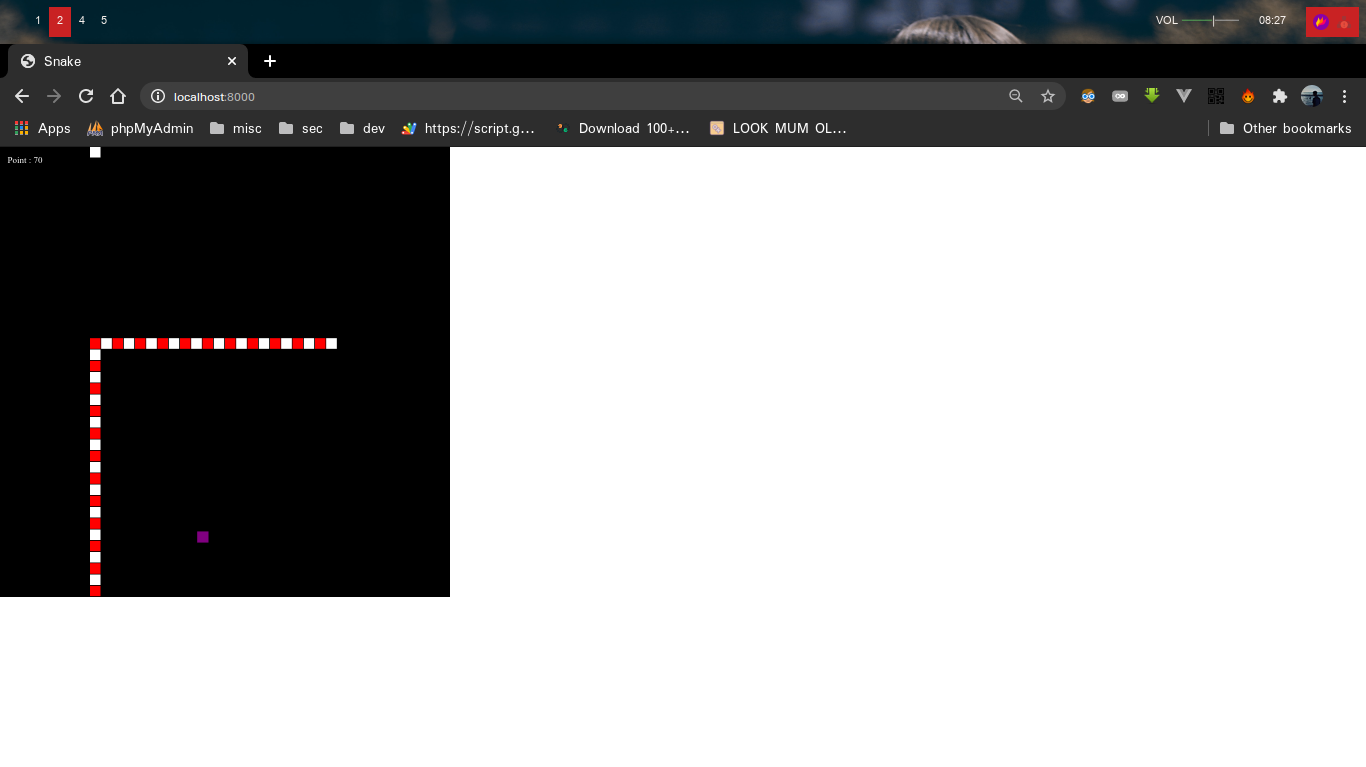 1 2 4 5 VOL 08:27
Snake
localhost:8000
Apps phpMyAdmin misc sec dev https://script.g... Download 100+... LOOK MUM OL... Other bookmarks
Point : 70